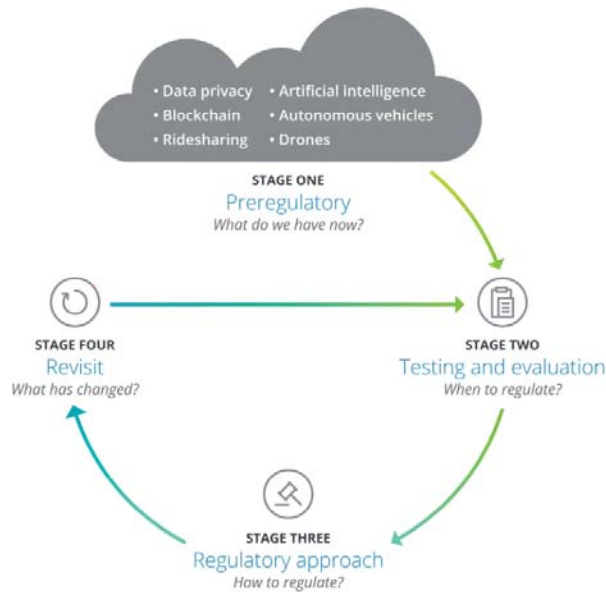 • Data privacy • Artificial intelligence
• Blockchain • Autonomous vehicles
• Ridesharing • Drones
STAGE ONE
Preregulatory
What do we have now?
STAGE FOUR
Revisit
What has changed?
STAGE TWO
Testing and evaluation
When to regulate?
STAGE THREE
Regulatory approach
How to regulate?